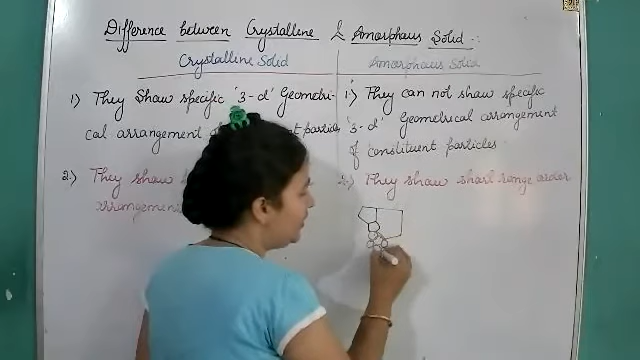 Difference between Crystalline & Amorphous Solid :-
Crystalline Solid
Amorphous Solid
1) They Show specific '3-d' Geometri-
cal arrangement of particles
2) They show
arrangement
1) They can not show specific
'3-d' Geometrical arrangement
of constituent particles.
2) They show short range order